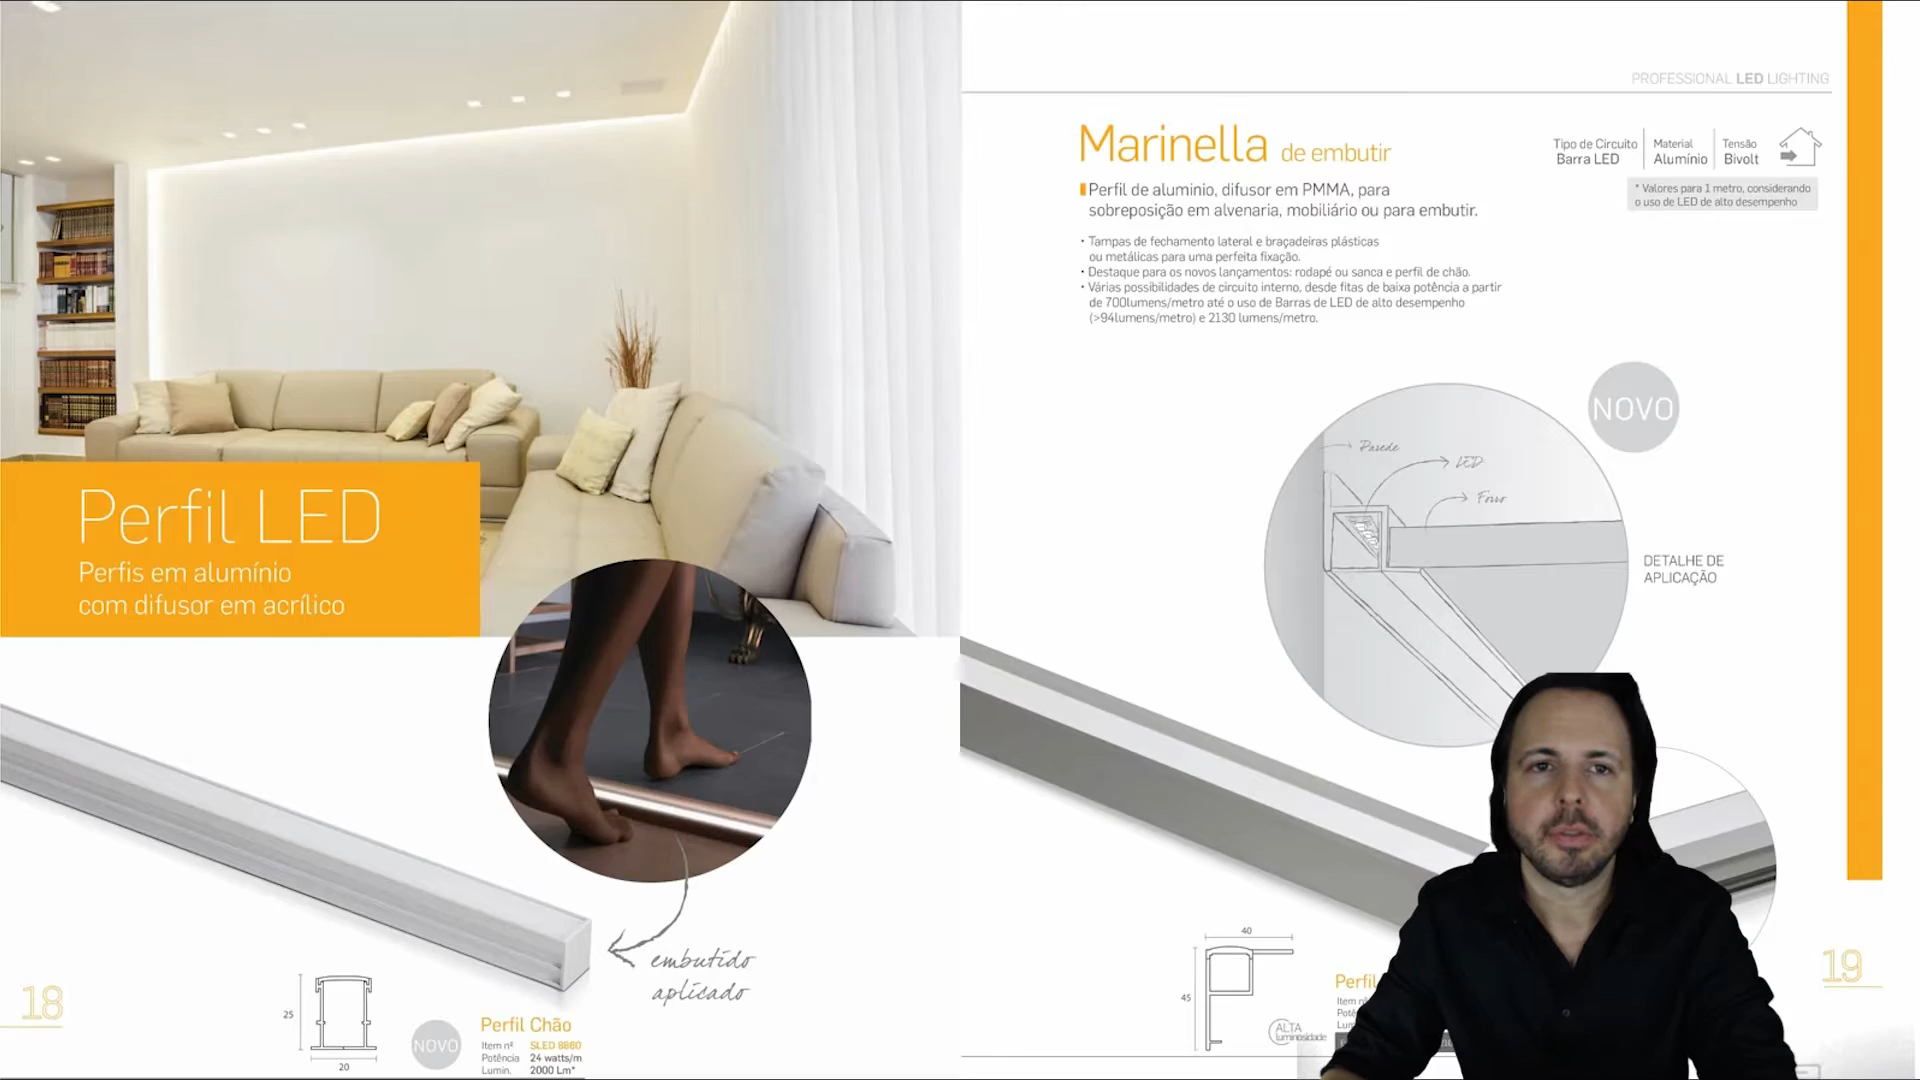 Perfil LED
Perfis em alumínio
com difusor em acrílico
embutido
aplicado
25
20
18
NOVO
Perfil Chão
Item nº SLED 8860
Potência 24 watts/m
Lumin. 2000 Lm*
PROFESSIONAL LED LIGHTING
Marinella de embutir
Tipo de Circuito
Barra LED
Material
Alumínio
Tensão
Bivolt
* Valores para 1 metro, considerando
o uso de LED de alto desempenho
Perfil de aluminio, difusor em PMMA, para
sobreposição em alvenaria, mobiliário ou para embutir.
• Tampas de fechamento lateral e braçadeiras plásticas
ou metálicas para uma perfeita fixação.
• Destaque para os novos lançamentos: rodapé ou sanca e perfil de chão.
• Várias possibilidades de circuito interno, desde fitas de baixa potência a partir
de 700lumens/metro até o uso de Barras de LED de alto desempenho
(>94lumens/metro) e 2130 lumens/metro.
NOVO
Parede
LED
Forro
DETALHE DE
APLICAÇÃO
40
45
ALTA
luminosidade
Perfil
Item
19